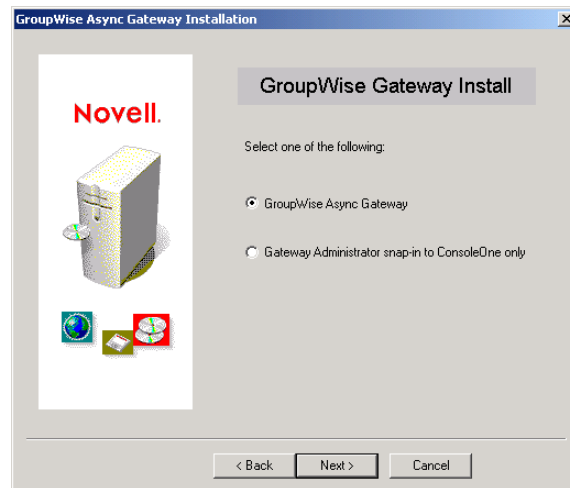 GroupWise Async Gateway Installation
Novell.
GroupWise Gateway Install
Select one of the following:
GroupWise Async Gateway
Gateway Administrator snap-in to ConsoleOne only
< Back
Next >
Cancel